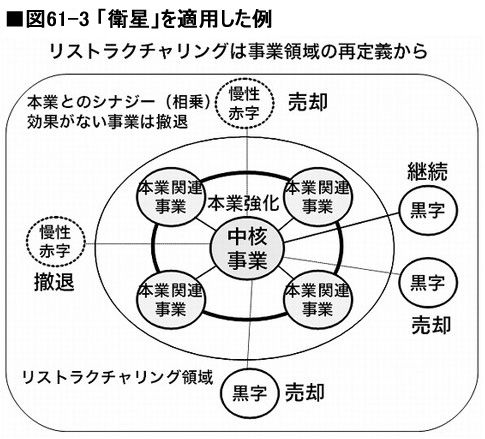 ■図61-3 「衛星」を適用した例
リストラクチャリングは事業領域の再定義から
本業とのシナジー（相乗）
効果がない事業は撤退
慢性
赤字
売却
本業関連
事業
本業強化
本業関連
事業
継続
黒字
中核
事業
慢性
赤字
撤退
本業関連
事業
本業関連
事業
黒字
売却
リストラクチャリング領域
黒字
売却